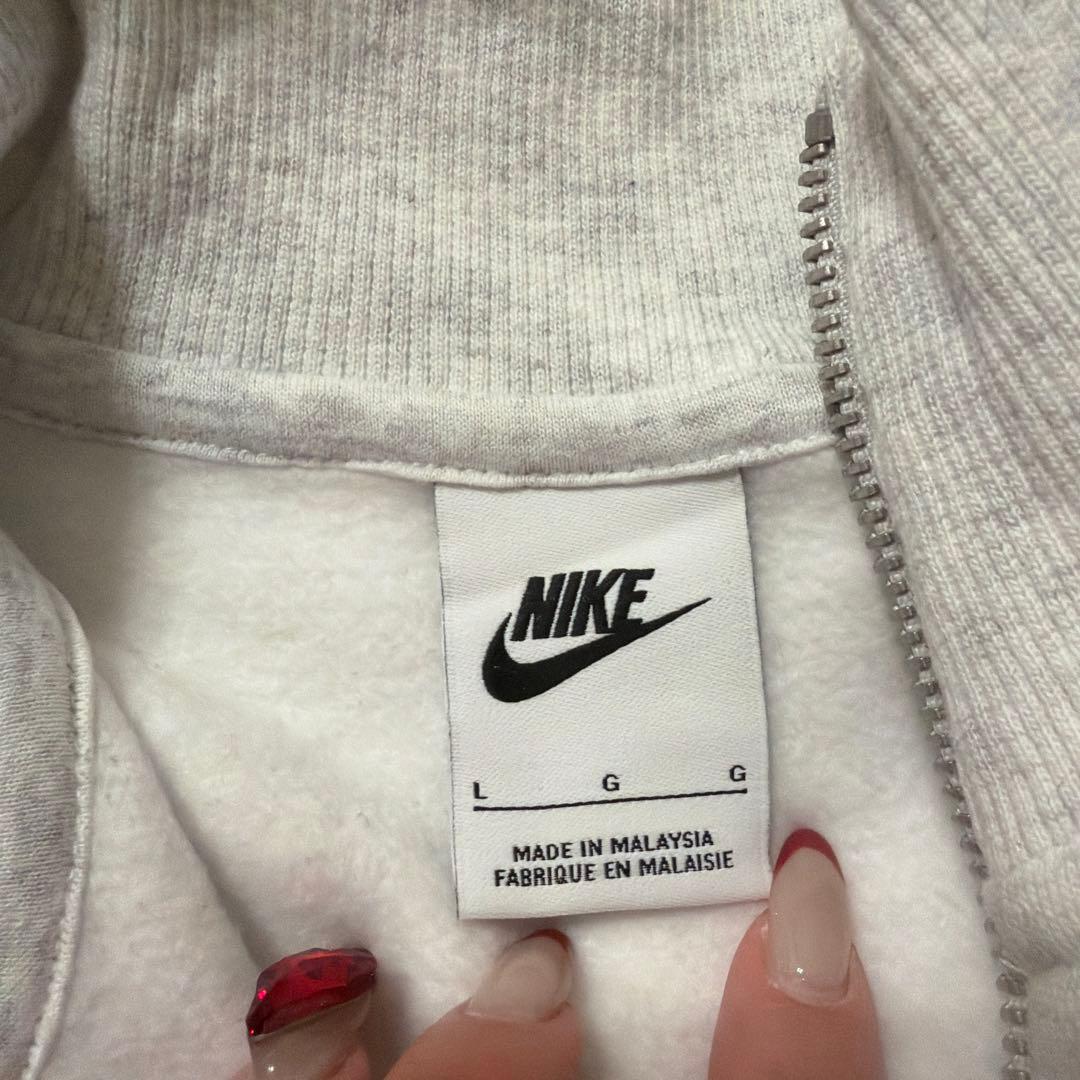 NIKE
L G G
MADE IN MALAYSIA
FABRIQUE EN MALAISIE